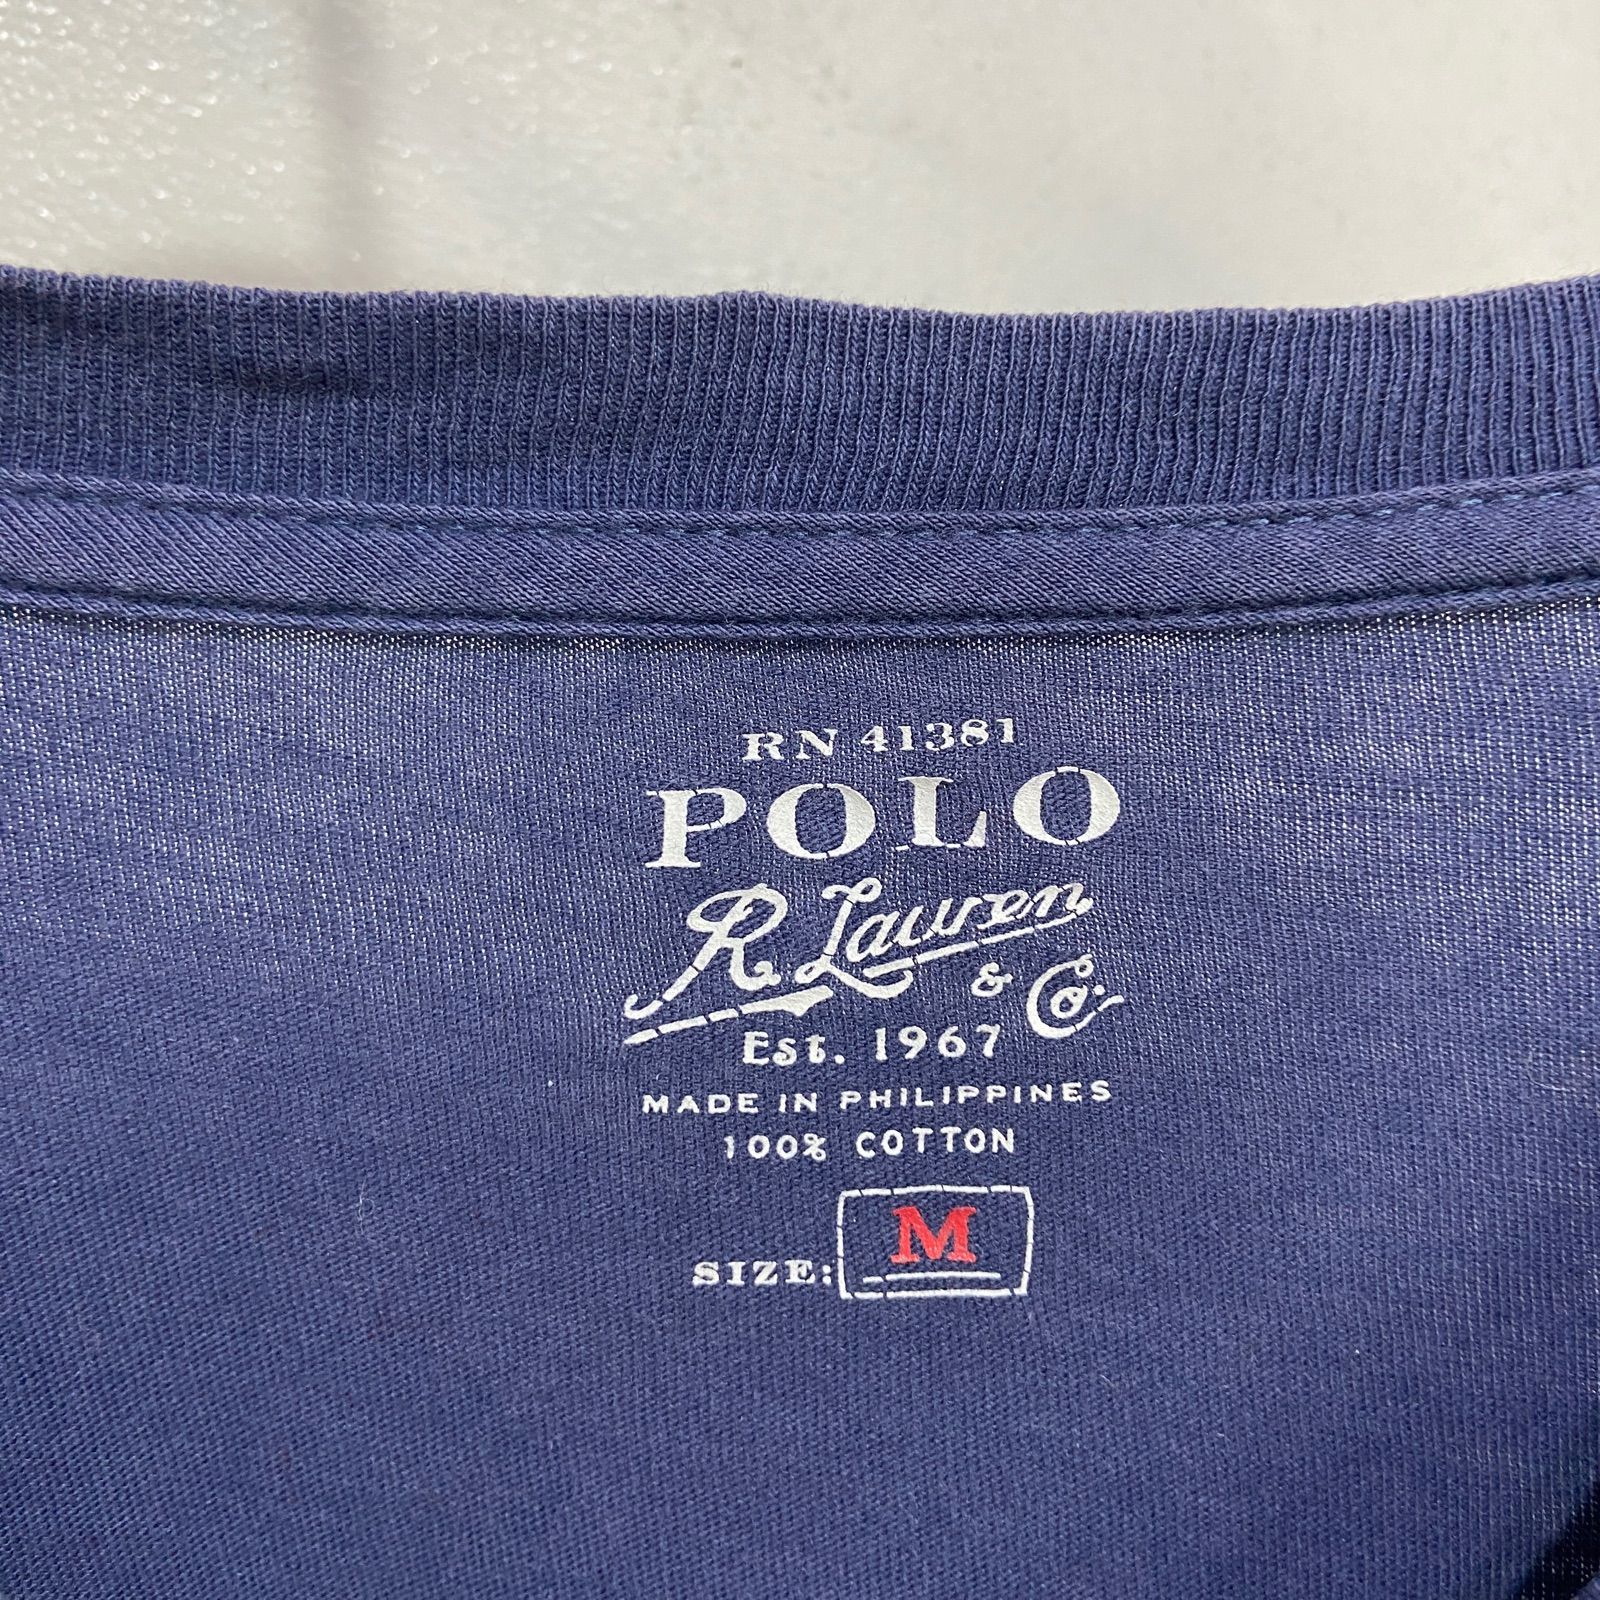 RN 41381
POLO
R. Lauren
& Co.
Est. 1967
MADE IN PHILIPPINES
100% COTTON
SIZE: M